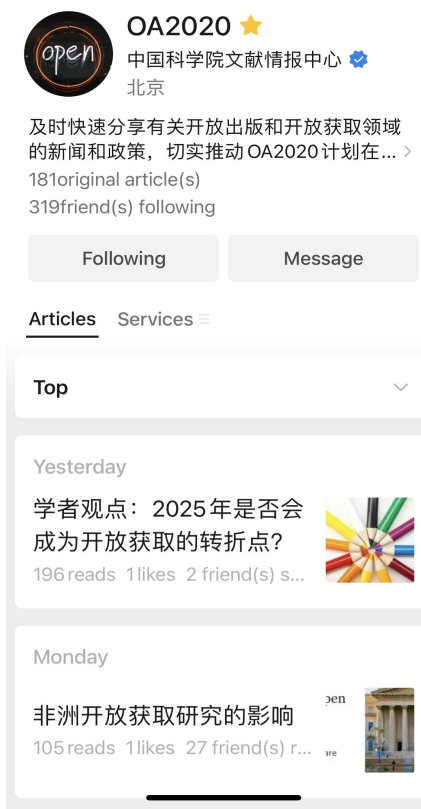 open
OA2020
中国科学院文献情报中心
北京
及时快速分享有关开放出版和开放获取领域
的新闻和政策，切实推动OA2020计划在...
181original article(s)
319friend(s) following
Following
Message
Articles
Services
Top
Yesterday
学者观点：2025年是否会
成为开放获取的转折点?
196reads 1likes 2 friend(s) s...
Monday
非洲开放获取研究的影响
105reads 1likes 27 friend(s) r...
pen
are